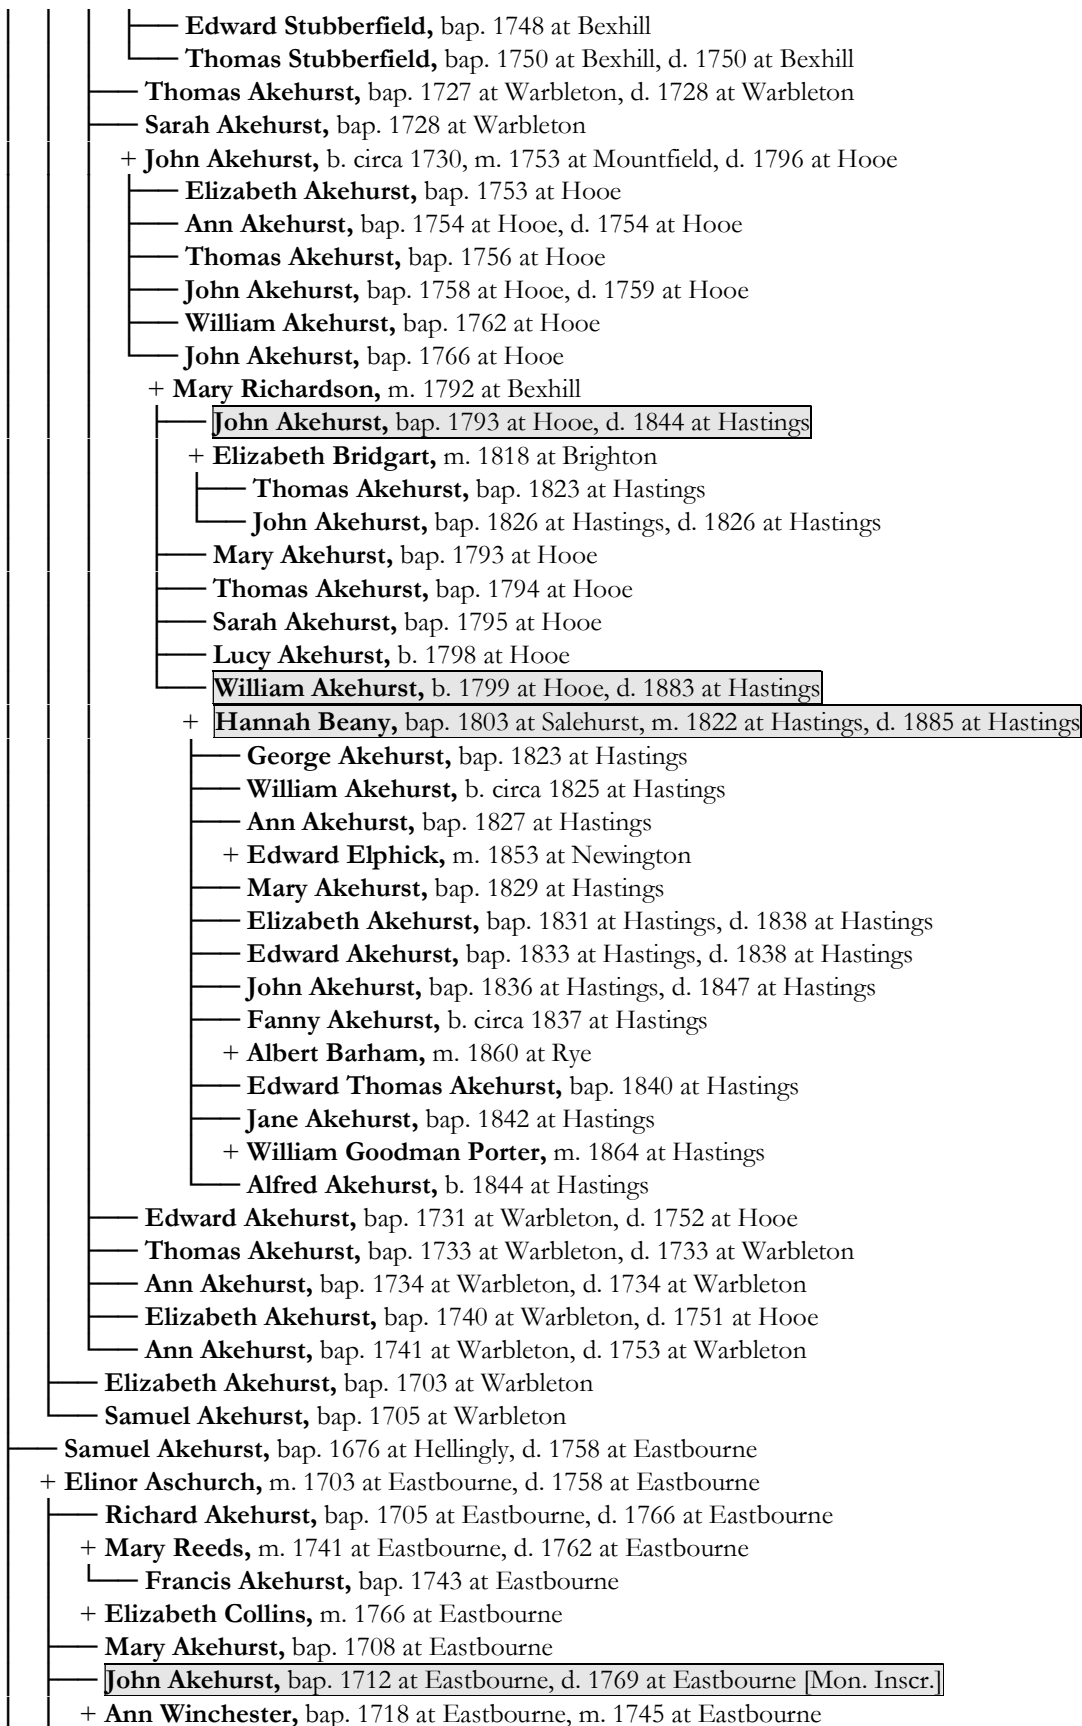 Edward Stubberfield, bap. 1748 at Bexhill
Thomas Stubberfield, bap. 1750 at Bexhill, d. 1750 at Bexhill
Thomas Akehurst, bap. 1727 at Warbleton, d. 1728 at Warbleton
Sarah Akehurst, bap. 1728 at Warbleton
+ John Akehurst, b. circa 1730, m. 1753 at Mountfield, d. 1796 at Hooe
Elizabeth Akehurst, bap. 1753 at Hooe
Ann Akehurst, bap. 1754 at Hooe, d. 1754 at Hooe
Thomas Akehurst, bap. 1756 at Hooe
John Akehurst, bap. 1758 at Hooe, d. 1759 at Hooe
William Akehurst, bap. 1762 at Hooe
John Akehurst, bap. 1766 at Hooe
+ Mary Richardson, m. 1792 at Bexhill
John Akehurst, bap. 1793 at Hooe, d. 1844 at Hastings
+ Elizabeth Bridgart, m. 1818 at Brighton
Thomas Akehurst, bap. 1823 at Hastings
John Akehurst, bap. 1826 at Hastings, d. 1826 at Hastings
Mary Akehurst, bap. 1793 at Hooe
Thomas Akehurst, bap. 1794 at Hooe
Sarah Akehurst, bap. 1795 at Hooe
Lucy Akehurst, b. 1798 at Hooe
William Akehurst, b. 1799 at Hooe, d. 1883 at Hastings
+ Hannah Beany, bap. 1803 at Salehurst, m. 1822 at Hastings, d. 1885 at Hastings
George Akehurst, bap. 1823 at Hastings
William Akehurst, b. circa 1825 at Hastings
Ann Akehurst, bap. 1827 at Hastings
+ Edward Elphick, m. 1853 at Newington
Mary Akehurst, bap. 1829 at Hastings
Elizabeth Akehurst, bap. 1831 at Hastings, d. 1838 at Hastings
Edward Akehurst, bap. 1833 at Hastings, d. 1838 at Hastings
John Akehurst, bap. 1836 at Hastings, d. 1847 at Hastings
Fanny Akehurst, b. circa 1837 at Hastings
+ Albert Barham, m. 1860 at Rye
Edward Thomas Akehurst, bap. 1840 at Hastings
Jane Akehurst, bap. 1842 at Hastings
+ William Goodman Porter, m. 1864 at Hastings
Alfred Akehurst, b. 1844 at Hastings
Edward Akehurst, bap. 1731 at Warbleton, d. 1752 at Hooe
Thomas Akehurst, bap. 1733 at Warbleton, d. 1733 at Warbleton
Ann Akehurst, bap. 1734 at Warbleton, d. 1734 at Warbleton
Elizabeth Akehurst, bap. 1740 at Warbleton, d. 1751 at Hooe
Ann Akehurst, bap. 1741 at Warbleton, d. 1753 at Warbleton
Elizabeth Akehurst, bap. 1703 at Warbleton
Samuel Akehurst, bap. 1705 at Warbleton
Samuel Akehurst, bap. 1676 at Hellingly, d. 1758 at Eastbourne
+ Elinor Aschurch, m. 1703 at Eastbourne, d. 1758 at Eastbourne
Richard Akehurst, bap. 1705 at Eastbourne, d. 1766 at Eastbourne
+ Mary Reeds, m. 1741 at Eastbourne, d. 1762 at Eastbourne
Francis Akehurst, bap. 1743 at Eastbourne
+ Elizabeth Collins, m. 1766 at Eastbourne
Mary Akehurst, bap. 1708 at Eastbourne
John Akehurst, bap. 1712 at Eastbourne, d. 1769 at Eastbourne [Mon. Inscr.]
+ Ann Winchester, bap. 1718 at Eastbourne, m. 1745 at Eastbourne